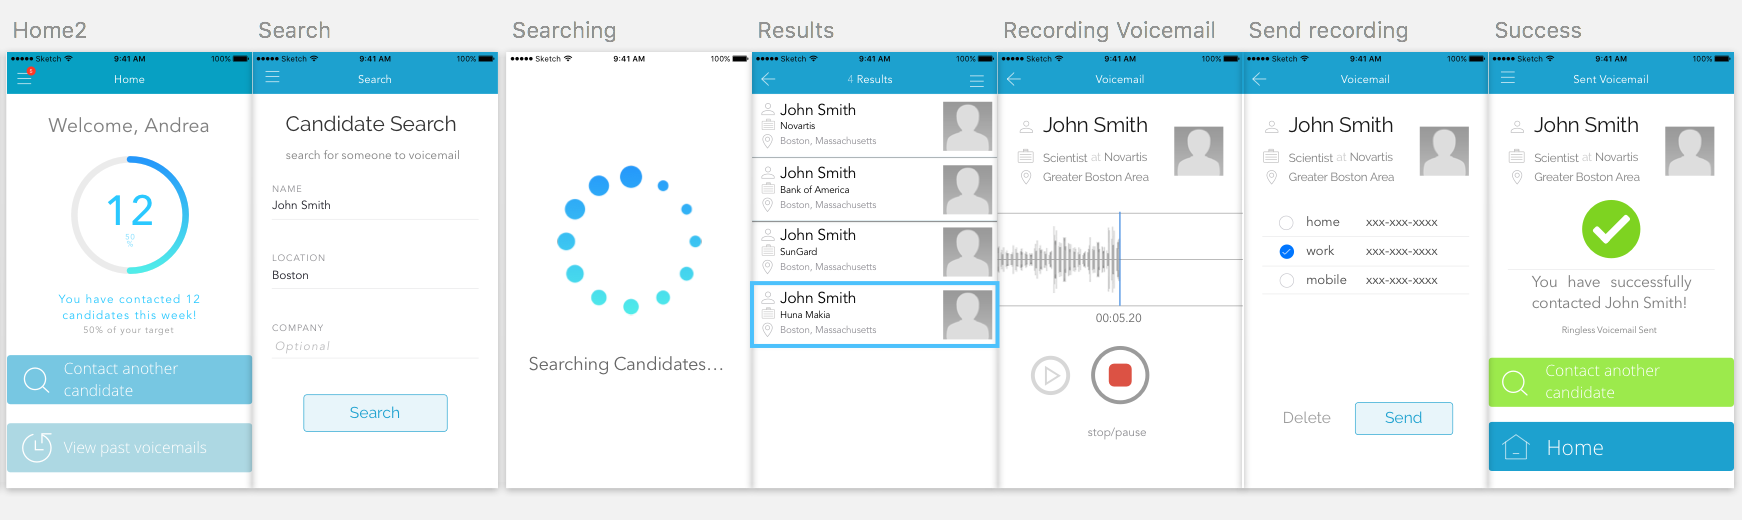 Home2
Sketch 9:41 AM 100%
1
Home
Welcome, Andrea
12
50
%
You have contacted 12
candidates this week!
50% of your target
Contact another
candidate
View past voicemails
Search
Sketch 9:41 AM 100%
Search
Candidate Search
search for someone to voicemail
NAME
John Smith
LOCATION
Boston
COMPANY
Optional
Search
Searching
Sketch 9:41 AM 100%
Searching Candidates...
Results
Sketch 9:41 AM 100%
4 Results
John Smith
Novartis
Boston, Massachusetts
John Smith
Bank of America
Boston, Massachusetts
John Smith
SunGard
Boston, Massachusetts
John Smith
Huna Makia
Boston, Massachusetts
Recording Voicemail
Sketch 9:41 AM 100%
Voicemail
John Smith
Scientist at Novartis
Greater Boston Area
00:05.20
stop/pause
Send recording
Sketch 9:41 AM 100%
Voicemail
John Smith
Scientist at Novartis
Greater Boston Area
home xxx-xxx-xxxx
work xxx-xxx-xxxx
mobile xxx-xxx-xxxx
Delete
Send
Success
Sketch 9:41 AM 100%
Sent Voicemail
John Smith
Scientist at Novartis
Greater Boston Area
You have successfully
contacted John Smith!
Ringless Voicemail Sent
Contact another
candidate
Home